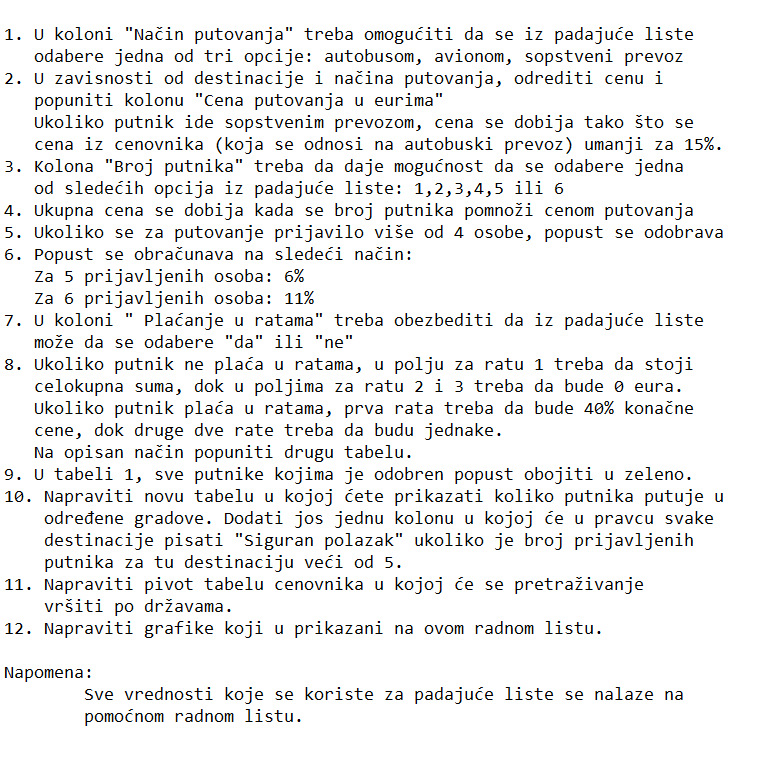 1. U koloni "Način putovanja" treba omogućiti da se iz padajuće liste
odabere jedna od tri opcije: autobusom, avionom, sopstveni prevoz
2. U zavisnosti od destinacije i načina putovanja, odrediti cenu i
popuniti kolonu "Cena putovanja u eurima"
Ukoliko putnik ide sopstvenim prevozom, cena se dobija tako što se
cena iz cenovnika (koja se odnosi na autobuski prevoz) umanji za 15%.
3. Kolona "Broj putnika" treba da daje mogućnost da se odabere jedna
od sledećih opcija iz padajuće liste: 1,2,3,4,5 ili 6
4. Ukupna cena se dobija kada se broj putnika pomnoži cenom putovanja
5. Ukoliko se za putovanje prijavilo više od 4 osobe, popust se odobrava
6. Popust se obračunava na sledeći način:
Za 5 prijavljenih osoba: 6%
Za 6 prijavljenih osoba: 11%
7. U koloni " Plaćanje u ratama" treba obezbediti da iz padajuće liste
može da se odabere "da" ili "ne"
8. Ukoliko putnik ne plaća u ratama, u polju za ratu 1 treba da stoji
celokupna suma, dok u poljima za ratu 2 i 3 treba da bude 0 eura.
Ukoliko putnik plaća u ratama, prva rata treba da bude 40% konačne
cene, dok druge dve rate treba da budu jednake.
Na opisan način popuniti drugu tabelu.
9. U tabeli 1, sve putnike kojima je odobren popust obojiti u zeleno.
10. Napraviti novu tabelu u kojoj ćete prikazati koliko putnika putuje u
određene gradove. Dodati jos jednu kolonu u kojoj će u pravcu svake
destinacije pisati "Siguran polazak" ukoliko je broj prijavljenih
putnika za tu destinaciju veći od 5.
11. Napraviti pivot tabelu cenovnika u kojoj će se pretraživanje
vršiti po državama.
12. Napraviti grafike koji u prikazani na ovom radnom listu.
Napomena:
Sve vrednosti koje se koriste za padajuće liste se nalaze na
pomoćnom radnom listu.